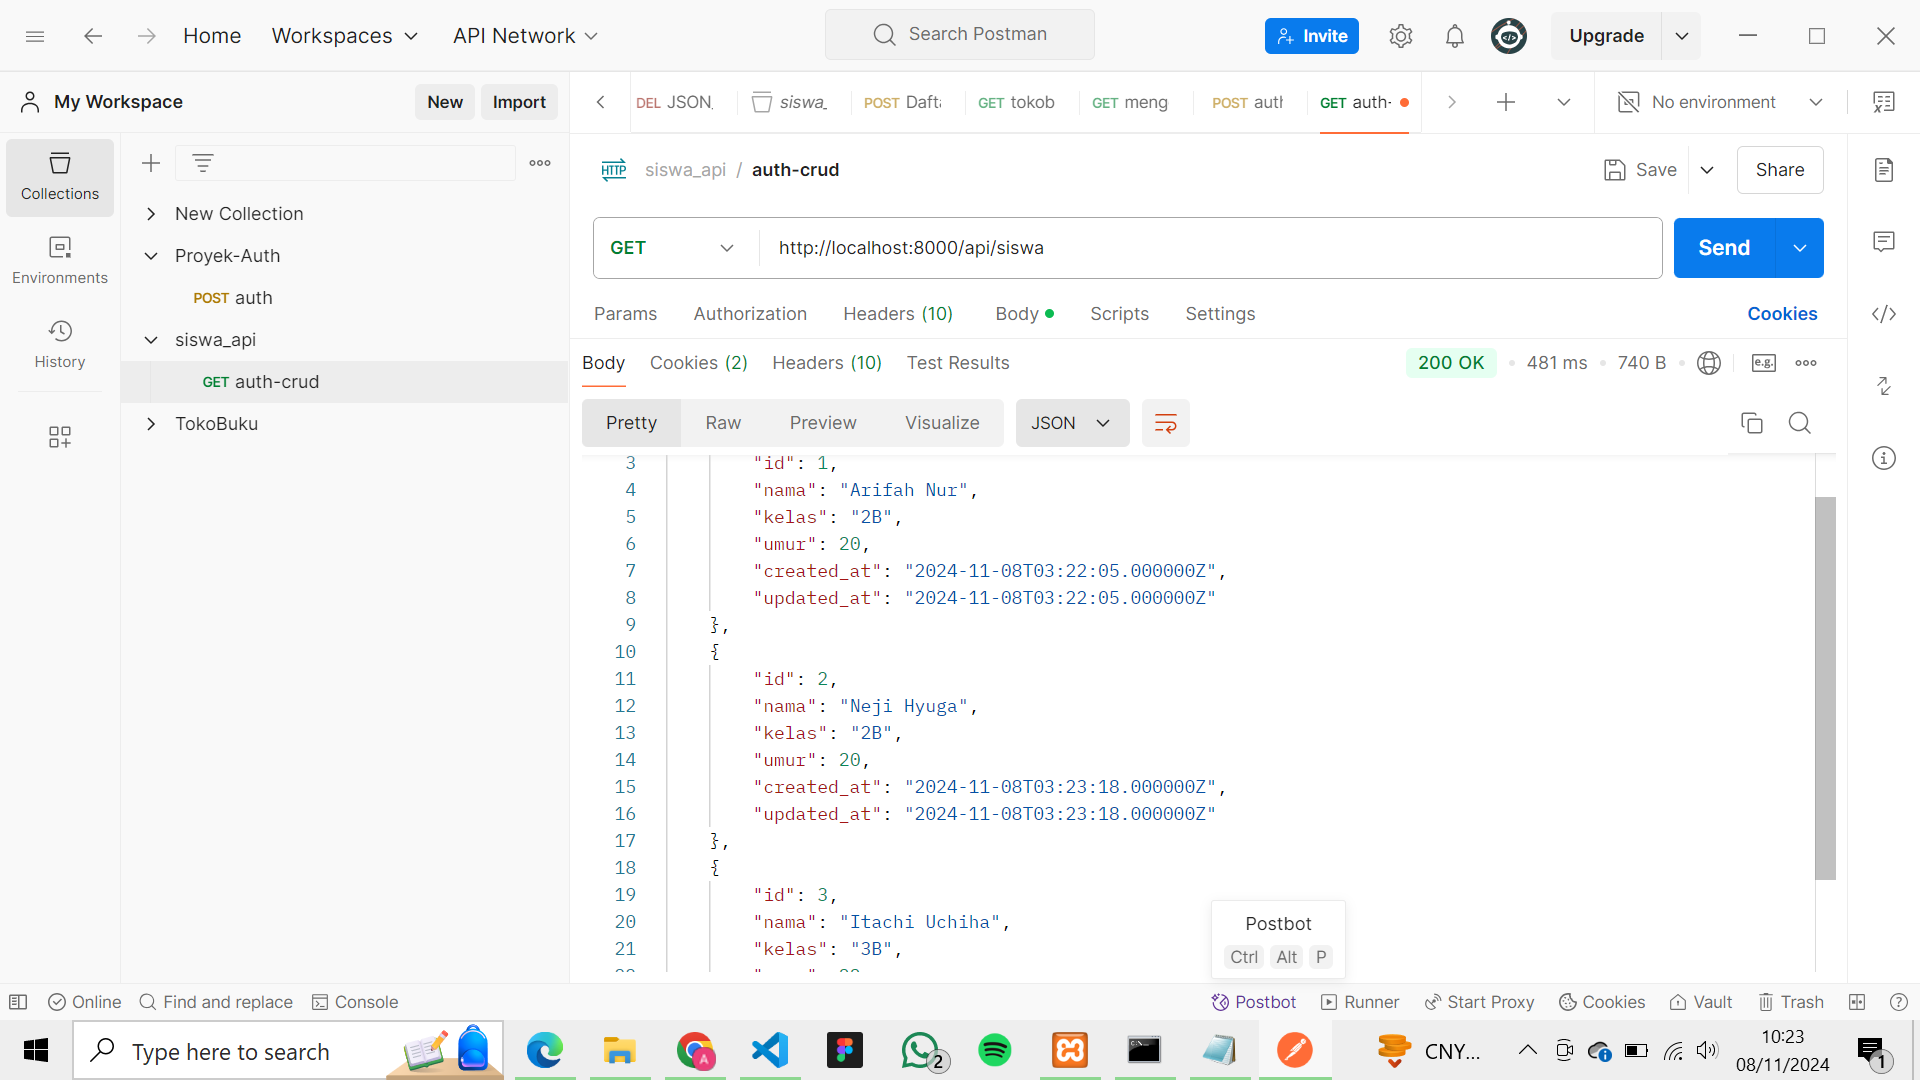 Home
Workspaces
API Network
Search Postman
Invite
Upgrade
My Workspace
New
Import
DEL JSON
siswa_
POST Daft
GET tokob
GET meng
POST auth
GET auth-
No environment
Collections
Environments
History
New Collection
Proyek-Auth
POST auth
siswa_api
GET auth-crud
TokoBuku
HTTP siswa_api / auth-crud
Save
Share
GET
http://localhost:8000/api/siswa
Send
Params
Authorization
Headers (10)
Body
Scripts
Settings
Cookies
Body
Cookies (2)
Headers (10)
Test Results
200 OK
481 ms
740 B
e.g.
Pretty
Raw
Preview
Visualize
JSON
3 "id": 1,
4 "nama": "Arifah Nur",
5 "kelas": "2B",
6 "umur": 20,
7 "created_at": "2024-11-08T03:22:05.000000Z",
8 "updated_at": "2024-11-08T03:22:05.000000Z"
9 },
10 {
11 "id": 2,
12 "nama": "Neji Hyuga",
13 "kelas": "2B",
14 "umur": 20,
15 "created_at": "2024-11-08T03:23:18.000000Z",
16 "updated_at": "2024-11-08T03:23:18.000000Z"
17 },
18 {
19 "id": 3,
20 "nama": "Itachi Uchiha",
21 "kelas": "3B",
Postbot
Ctrl Alt P
Online
Find and replace
Console
Postbot
Runner
Start Proxy
Cookies
Vault
Trash
Type here to search
A
2
CNY...
10:23
08/11/2024
1